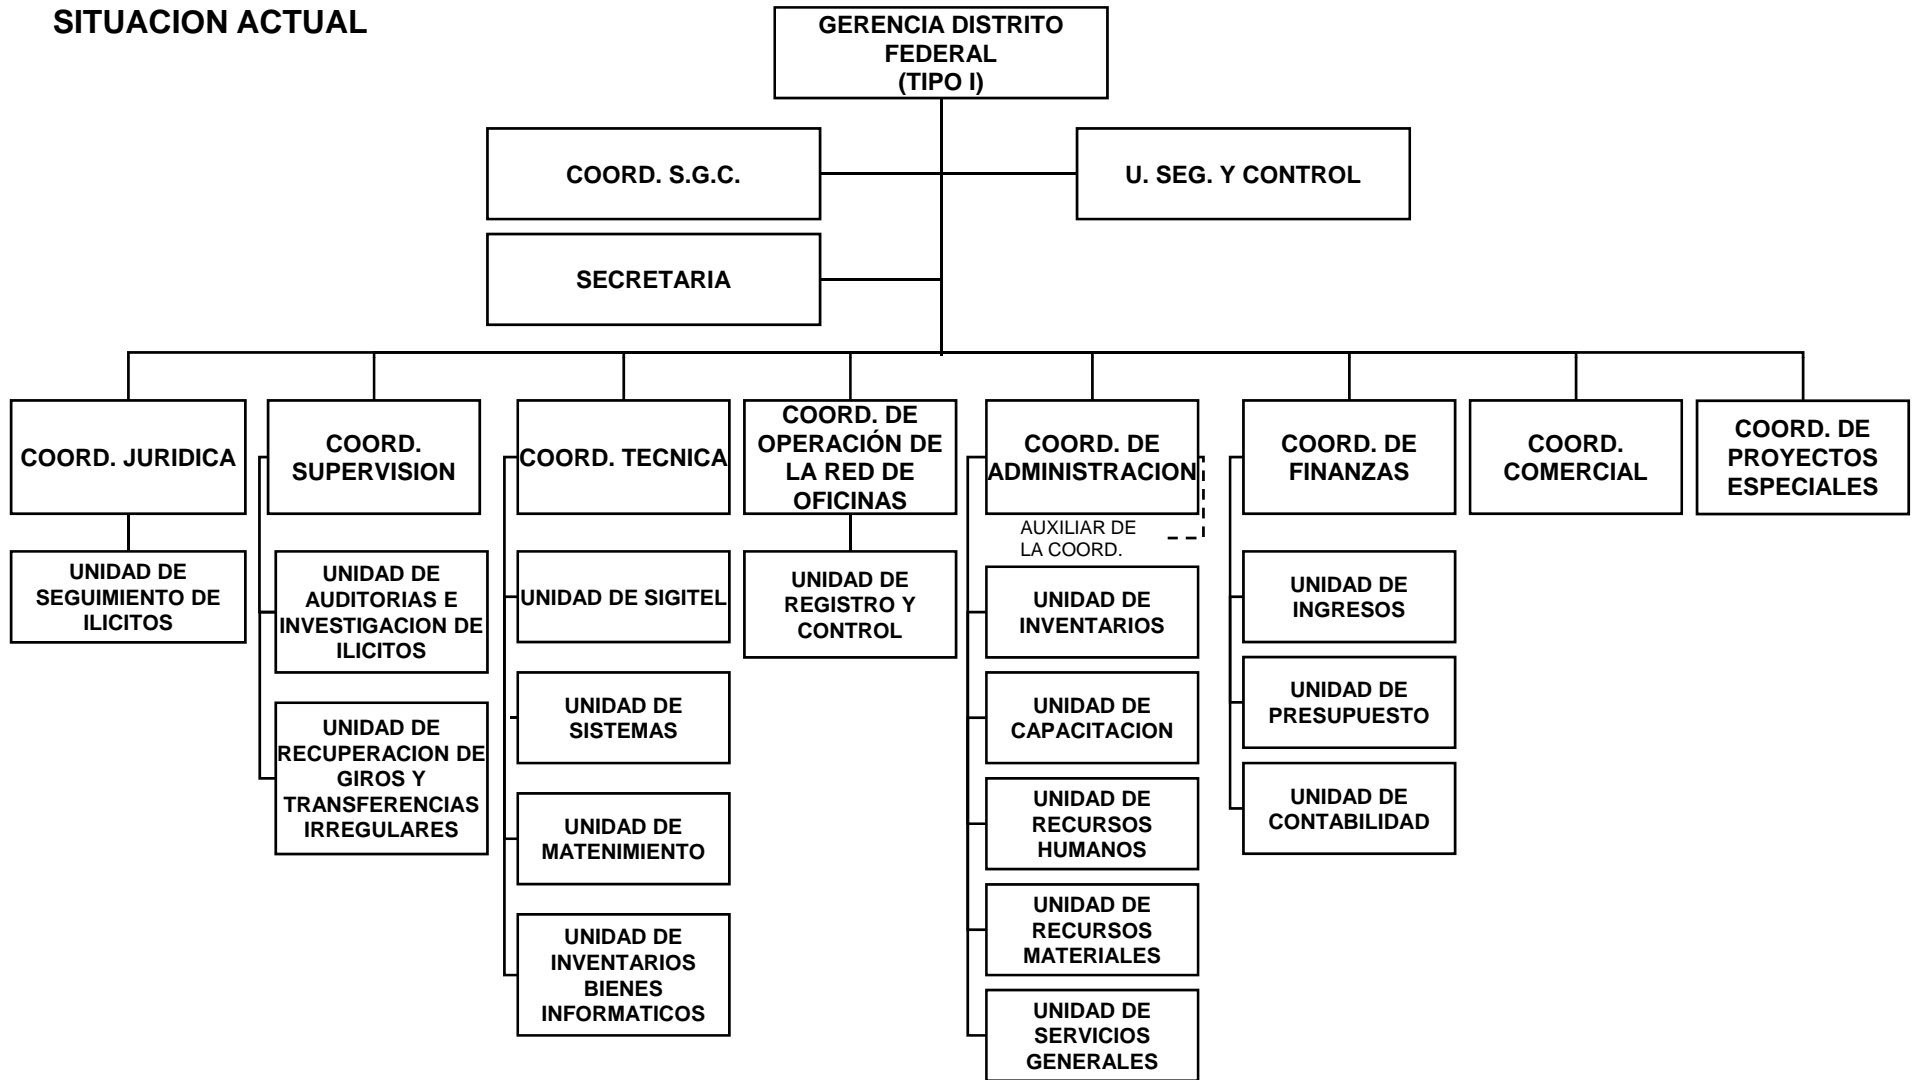 SITUACION ACTUAL
GERENCIA DISTRITO
FEDERAL
(TIPO I)
COORD. S.G.C.
U. SEG. Y CONTROL
SECRETARIA
COORD. JURIDICA
COORD.
SUPERVISION
COORD. TECNICA
COORD. DE
OPERACIÓN DE
LA RED DE
OFICINAS
COORD. DE
ADMINISTRACION
COORD. DE
FINANZAS
COORD.
COMERCIAL
COORD. DE
PROYECTOS
ESPECIALES
AUXILIAR DE
LA COORD.
UNIDAD DE
SEGUIMIENTO DE
ILICITOS
UNIDAD DE
AUDITORIAS E
INVESTIGACION DE
ILICITOS
UNIDAD DE
RECUPERACION DE
GIROS Y
TRANSFERENCIAS
IRREGULARES
UNIDAD DE SIGITEL
UNIDAD DE
SISTEMAS
UNIDAD DE
MATENIMIENTO
UNIDAD DE
INVENTARIOS
BIENES
INFORMATICOS
UNIDAD DE
REGISTRO Y
CONTROL
UNIDAD DE
INVENTARIOS
UNIDAD DE
CAPACITACION
UNIDAD DE
RECURSOS
HUMANOS
UNIDAD DE
RECURSOS
MATERIALES
UNIDAD DE
SERVICIOS
GENERALES
UNIDAD DE
INGRESOS
UNIDAD DE
PRESUPUESTO
UNIDAD DE
CONTABILIDAD